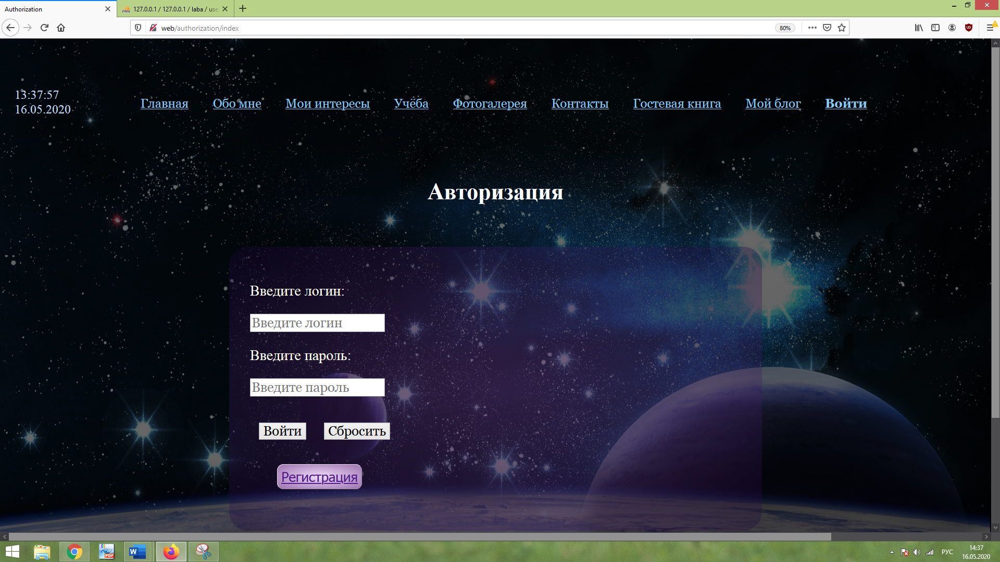 Authorization
127.0.0.1 / 127.0.0.1 / laba / use
web/authorization/index
80%
13:37:57
16.05.2020
Главная Обо мне Мои интересы Учёба Фотогалерея Контакты Гостевая книга Мой блог Войти
Авторизация
Введите логин:
Введите логин
Введите пароль:
Введите пароль
Войти Сбросить
Регистрация
РУС
14:37
16.05.2020